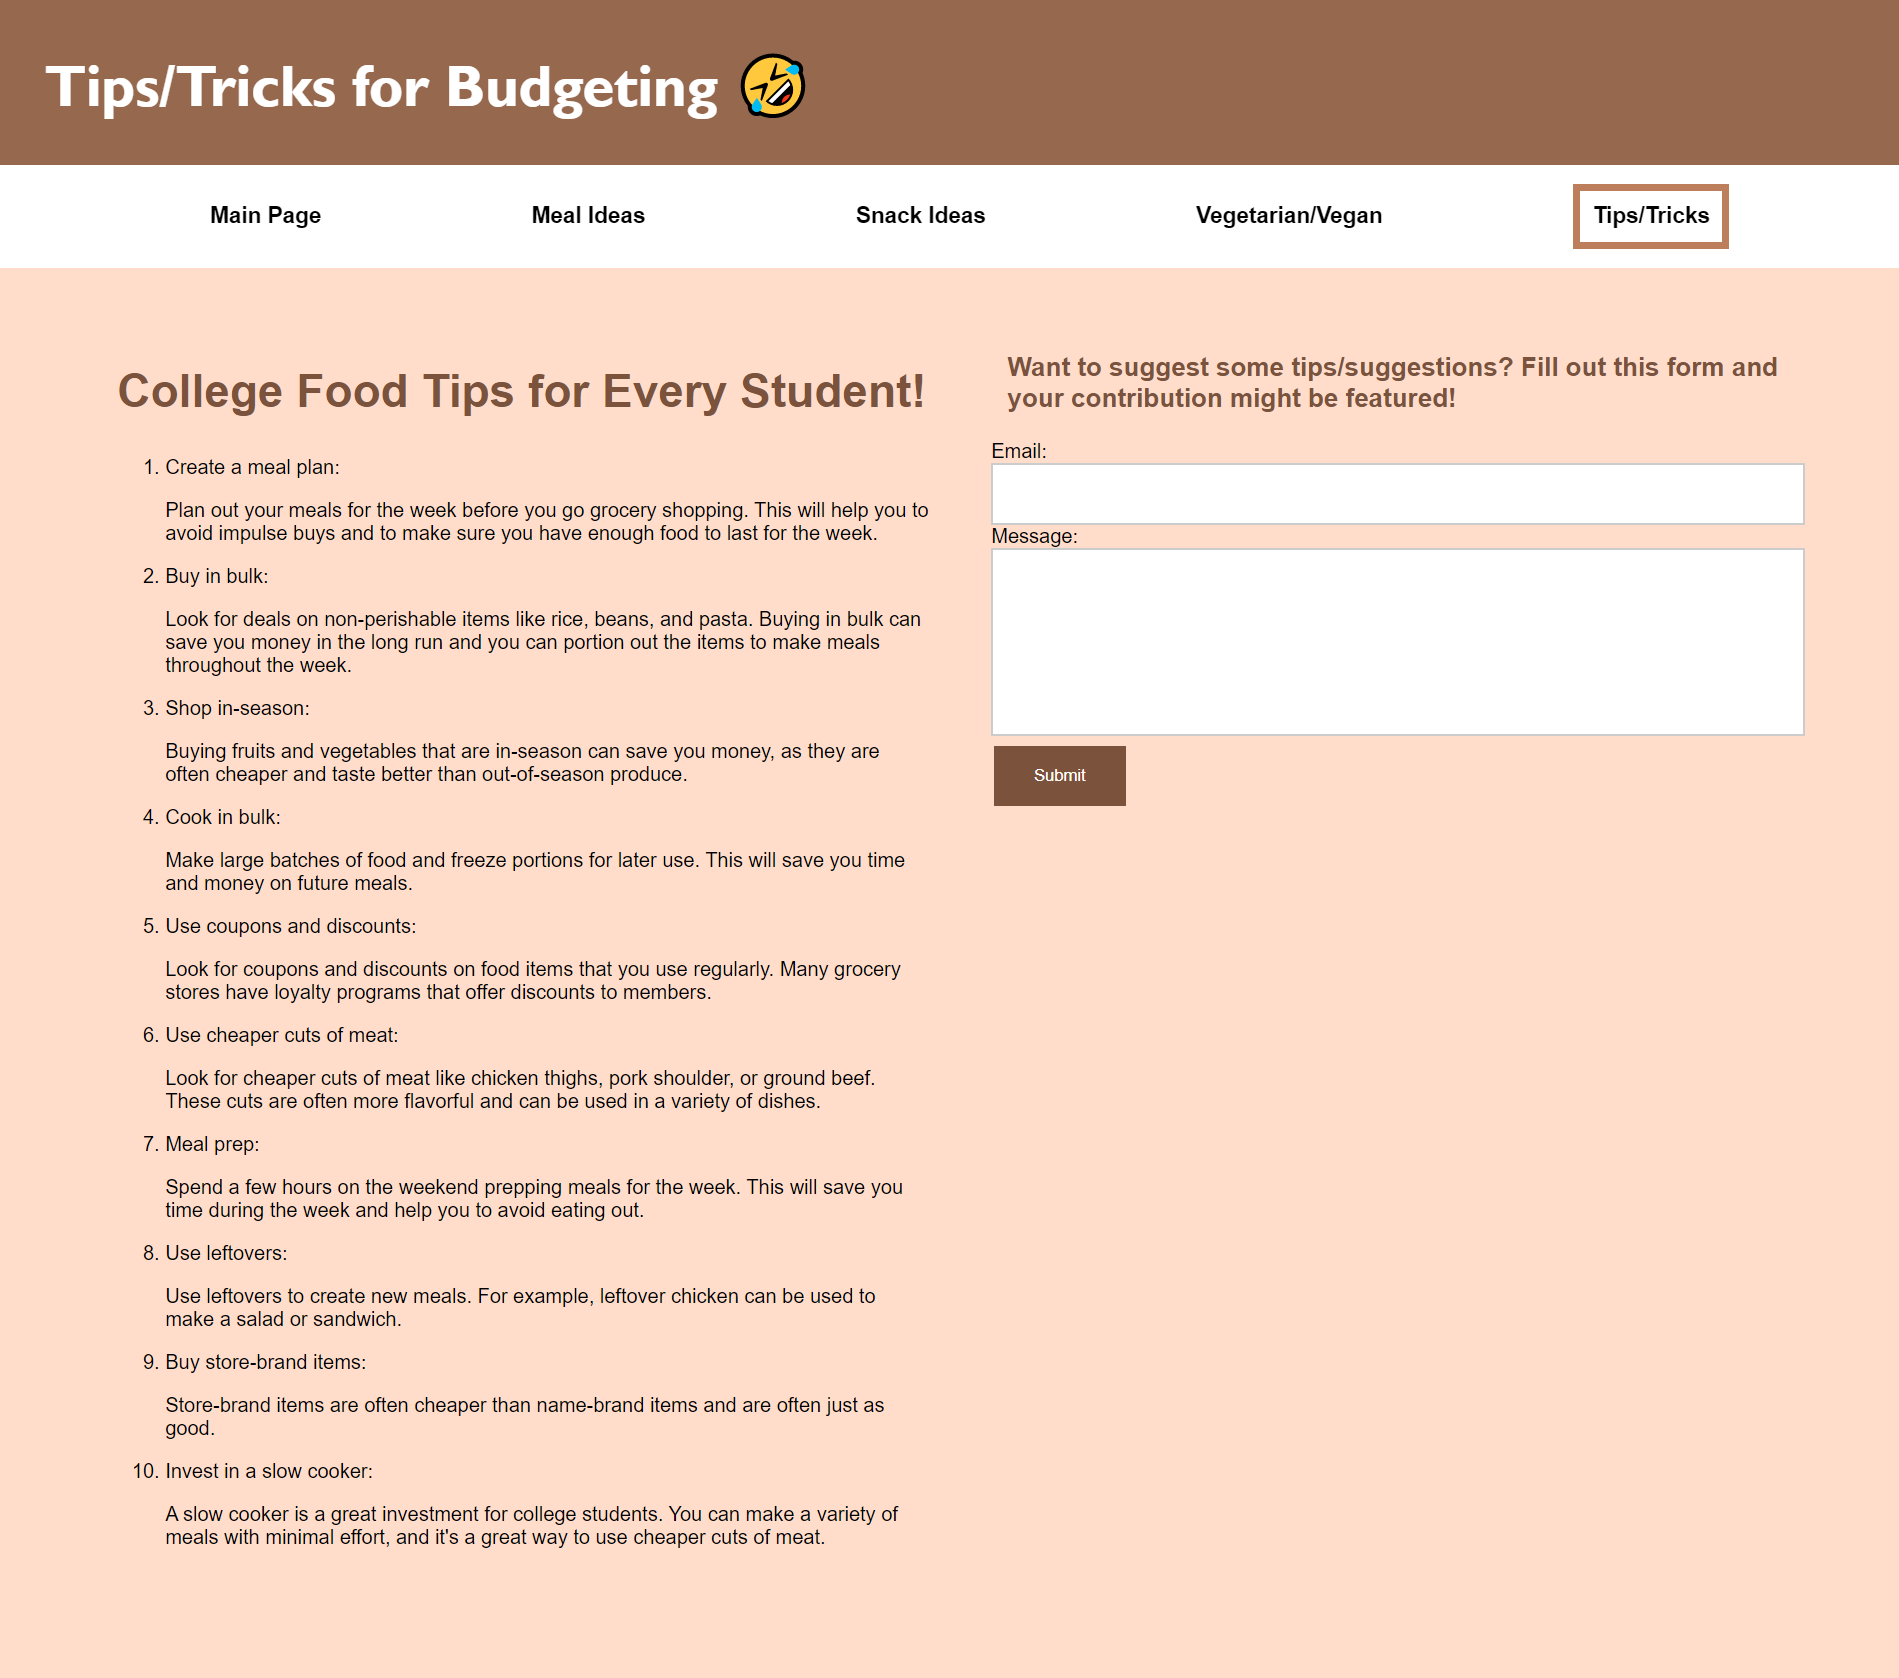 Tips/Tricks for Budgeting 🤣
Main Page
Meal Ideas
Snack Ideas
Vegetarian/Vegan
Tips/Tricks
College Food Tips for Every Student!
1. Create a meal plan:
Plan out your meals for the week before you go grocery shopping. This will help you to
avoid impulse buys and to make sure you have enough food to last for the week.
2. Buy in bulk:
Look for deals on non-perishable items like rice, beans, and pasta. Buying in bulk can
save you money in the long run and you can portion out the items to make meals
throughout the week.
3. Shop in-season:
Buying fruits and vegetables that are in-season can save you money, as they are
often cheaper and taste better than out-of-season produce.
4. Cook in bulk:
Make large batches of food and freeze portions for later use. This will save you time
and money on future meals.
5. Use coupons and discounts:
Look for coupons and discounts on food items that you use regularly. Many grocery
stores have loyalty programs that offer discounts to members.
6. Use cheaper cuts of meat:
Look for cheaper cuts of meat like chicken thighs, pork shoulder, or ground beef.
These cuts are often more flavorful and can be used in a variety of dishes.
7. Meal prep:
Spend a few hours on the weekend prepping meals for the week. This will save you
time during the week and help you to avoid eating out.
8. Use leftovers:
Use leftovers to create new meals. For example, leftover chicken can be used to
make a salad or sandwich.
9. Buy store-brand items:
Store-brand items are often cheaper than name-brand items and are often just as
good.
10. Invest in a slow cooker:
A slow cooker is a great investment for college students. You can make a variety of
meals with minimal effort, and it's a great way to use cheaper cuts of meat.
Want to suggest some tips/suggestions? Fill out this form and
your contribution might be featured!
Email:
Message:
Submit